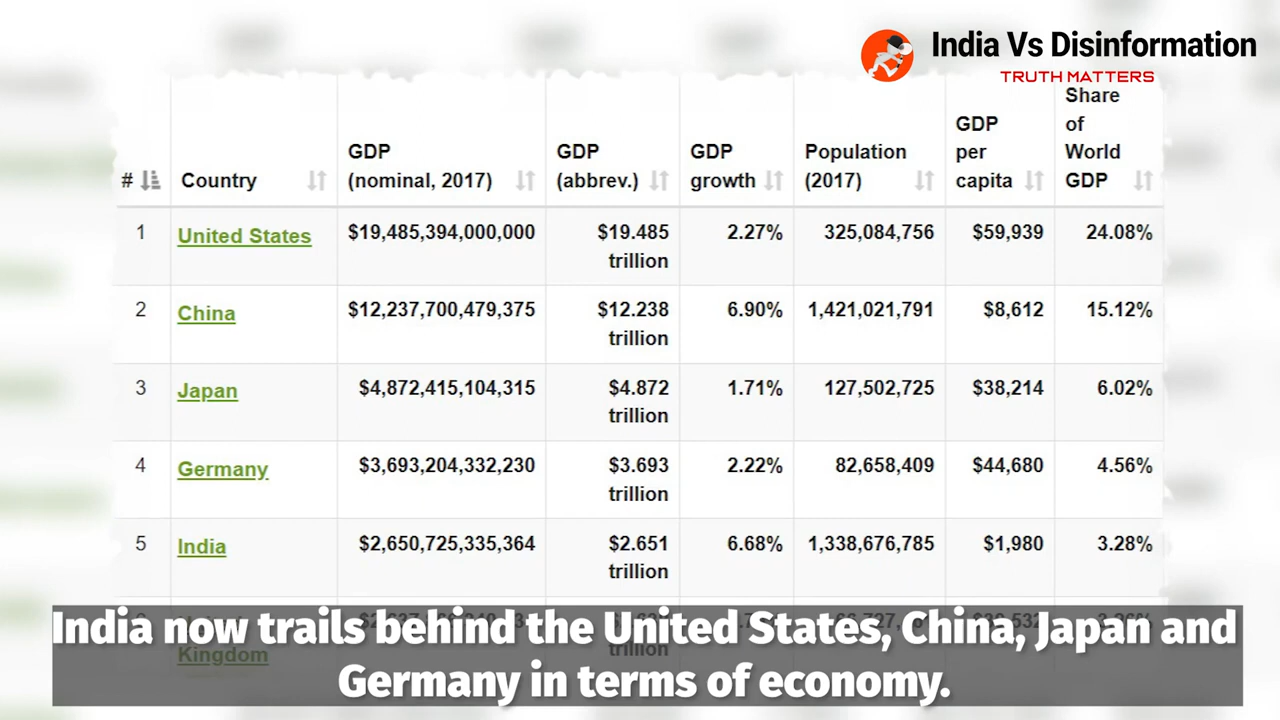 India Vs Disinformation
TRUTH MATTERS
# Country GDP (nominal, 2017) GDP (abbrev.) GDP growth Population (2017) GDP per capita Share of World GDP
1 United States $19,485,394,000,000 $19.485 trillion 2.27% 325,084,756 $59,939 24.08%
2 China $12,237,700,479,375 $12.238 trillion 6.90% 1,421,021,791 $8,612 15.12%
3 Japan $4,872,415,104,315 $4.872 trillion 1.71% 127,502,725 $38,214 6.02%
4 Germany $3,693,204,332,230 $3.693 trillion 2.22% 82,658,409 $44,680 4.56%
5 India $2,650,725,335,364 $2.651 trillion 6.68% 1,338,676,785 $1,980 3.28%
Kingdom trillion
India now trails behind the United States, China, Japan and
Germany in terms of economy.